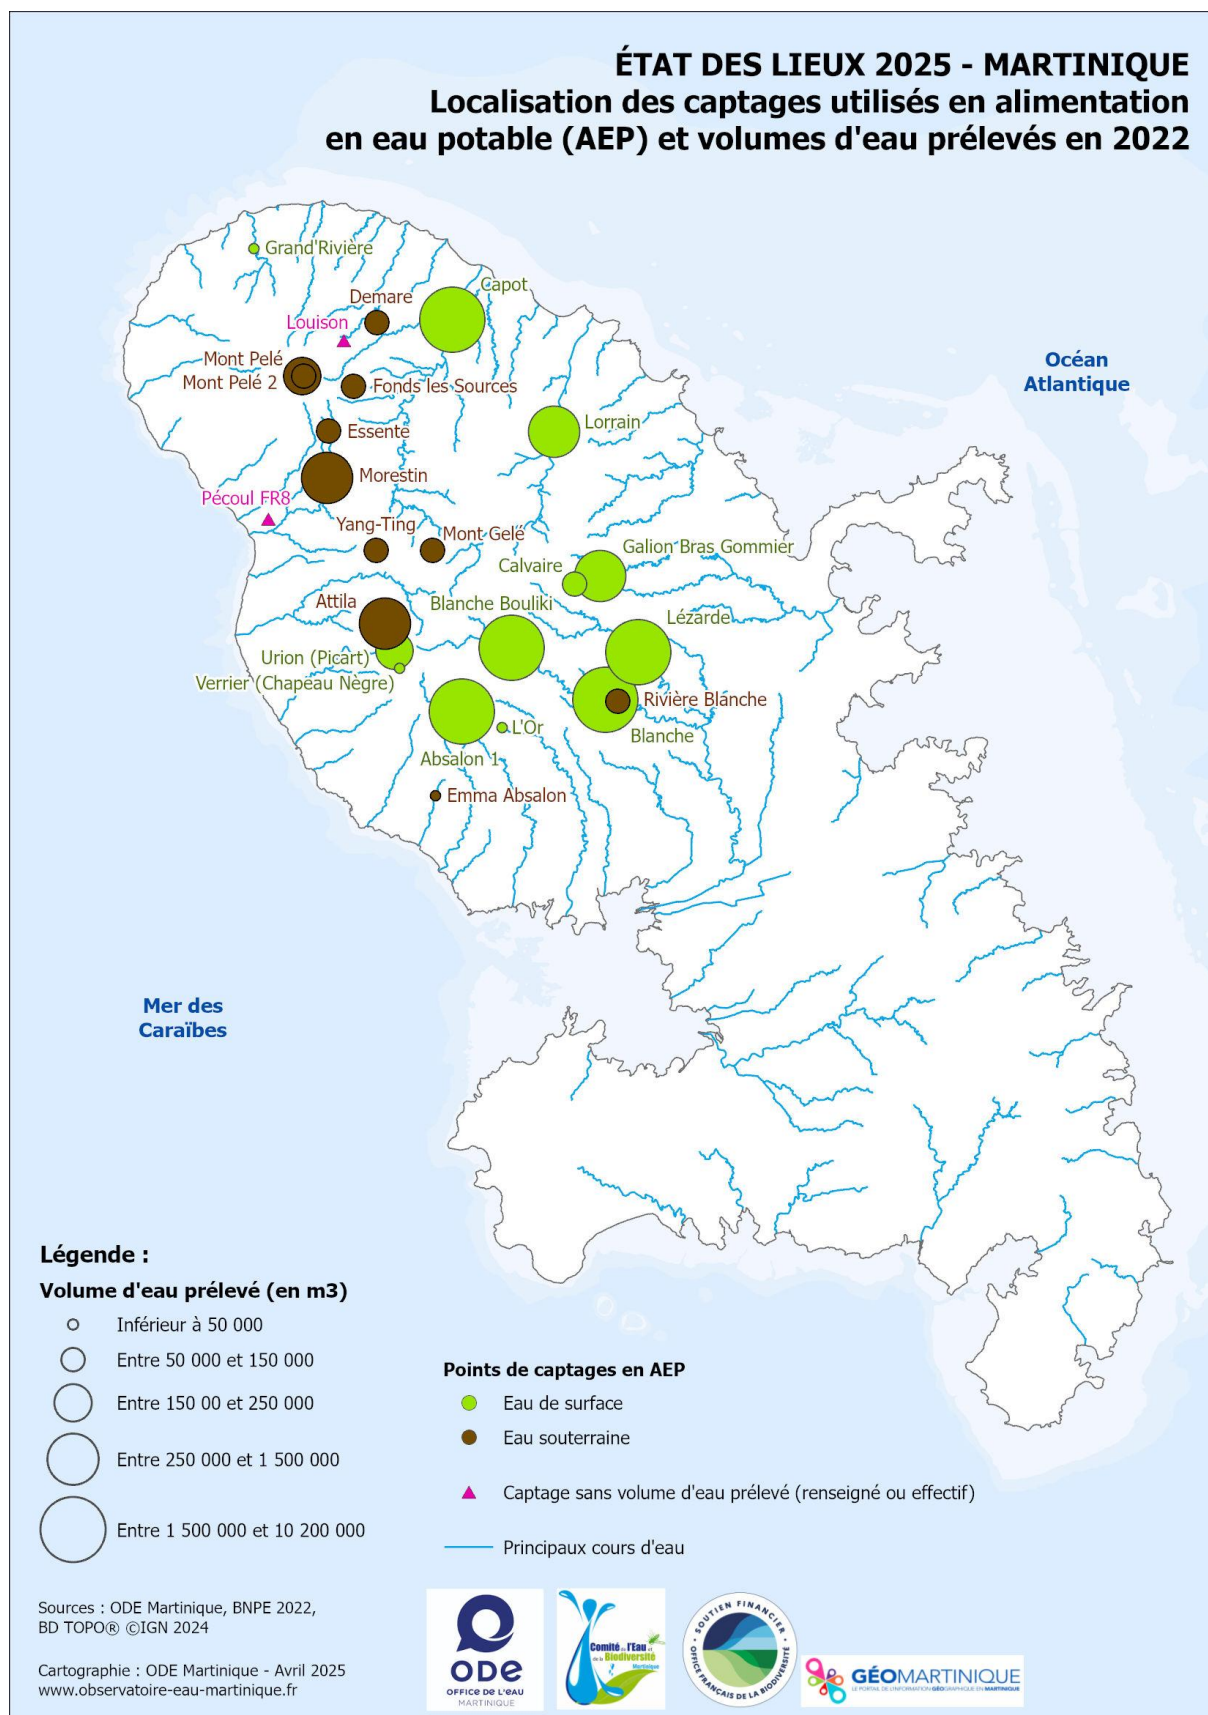 ÉTAT DES LIEUX 2025 - MARTINIQUE
Localisation des captages utilisés en alimentation
en eau potable (AEP) et volumes d'eau prélevés en 2022
Grand'Rivière
Capot
Demare
Louison
Océan
Atlantique
Mont Pelé
Mont Pelé 2
Fonds les Sources
Lorrain
Essente
Morestin
Pécoul FR8
Yang-Ting
Mont Gelé
Galion Bras Gommier
Calvaire
Attila
Blanche Bouliki
Lézarde
Urion (Picart)
Verrier (Chapeau Nègre)
Rivière Blanche
L'Or
Blanche
Absalon 1
Emma Absalon
Mer des
Caraïbes
Légende :
Volume d'eau prélevé (en m3)
Inférieur à 50 000
Entre 50 000 et 150 000
Entre 150 00 et 250 000
Entre 250 000 et 1 500 000
Entre 1 500 000 et 10 200 000
Points de captages en AEP
Eau de surface
Eau souterraine
Captage sans volume d'eau prélevé (renseigné ou effectif)
Principaux cours d'eau
Sources : ODE Martinique, BNPE 2022,
BD TOPO® ©IGN 2024
Cartographie : ODE Martinique - Avril 2025
www.observatoire-eau-martinique.fr
ODE
OFFICE DE L'EAU
MARTINIQUE
Comité de l'Eau et
de la Biodiversité
Martinique
• SOUTIEN FINANCIER •
OFFICE FRANÇAIS DE LA BIODIVERSITÉ
GÉOMARTINIQUE
LE PORTAIL DE L'INFORMATION GÉOGRAPHIQUE EN MARTINIQUE